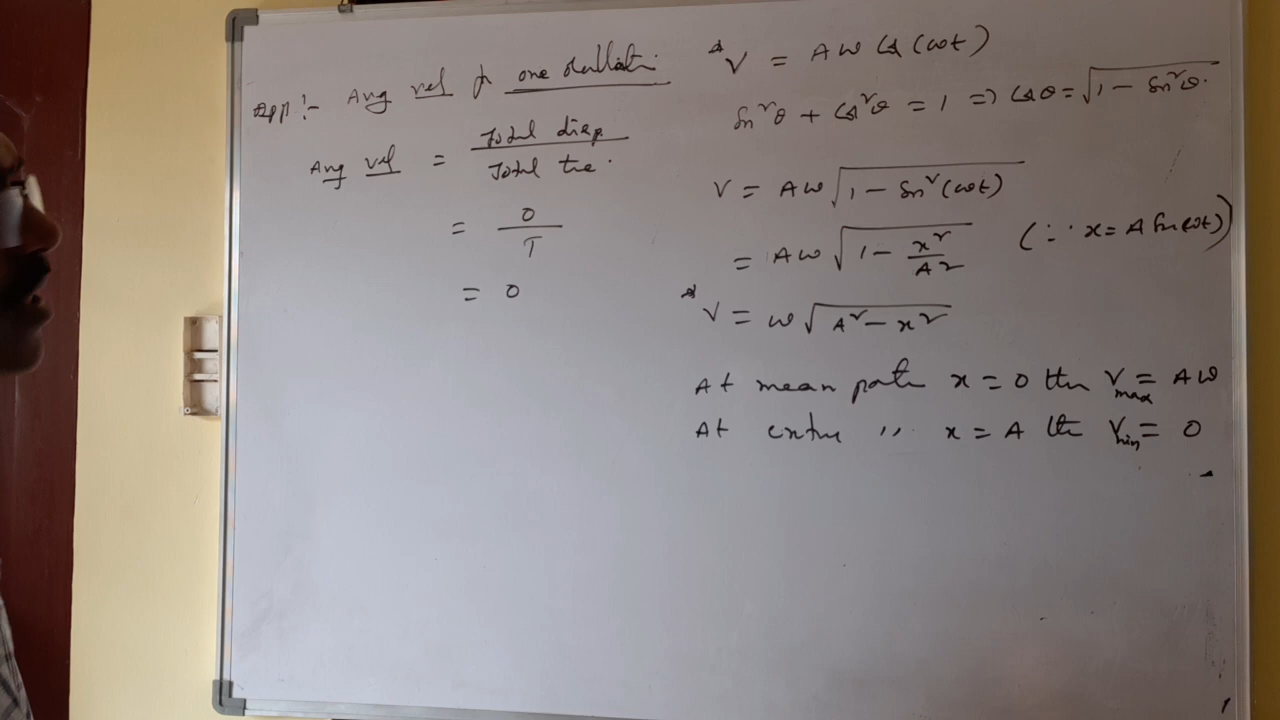 App!- Avg vel for one oscillation
Avg vel = Total disp / Total time
= 0 / T
= 0
* V = Aω Cos(ωt)
Sin²θ + Cos²θ = 1 => Cosθ = √(1 - Sin²θ)
V = Aω √(1 - Sin²(ωt))
= Aω √(1 - x²/A²) (∵ x = A Sin(ωt))
* V = ω √(A² - x²)
At mean x = 0 then Vmax = Aω
At extreme ,, x = A then Vmin = 0